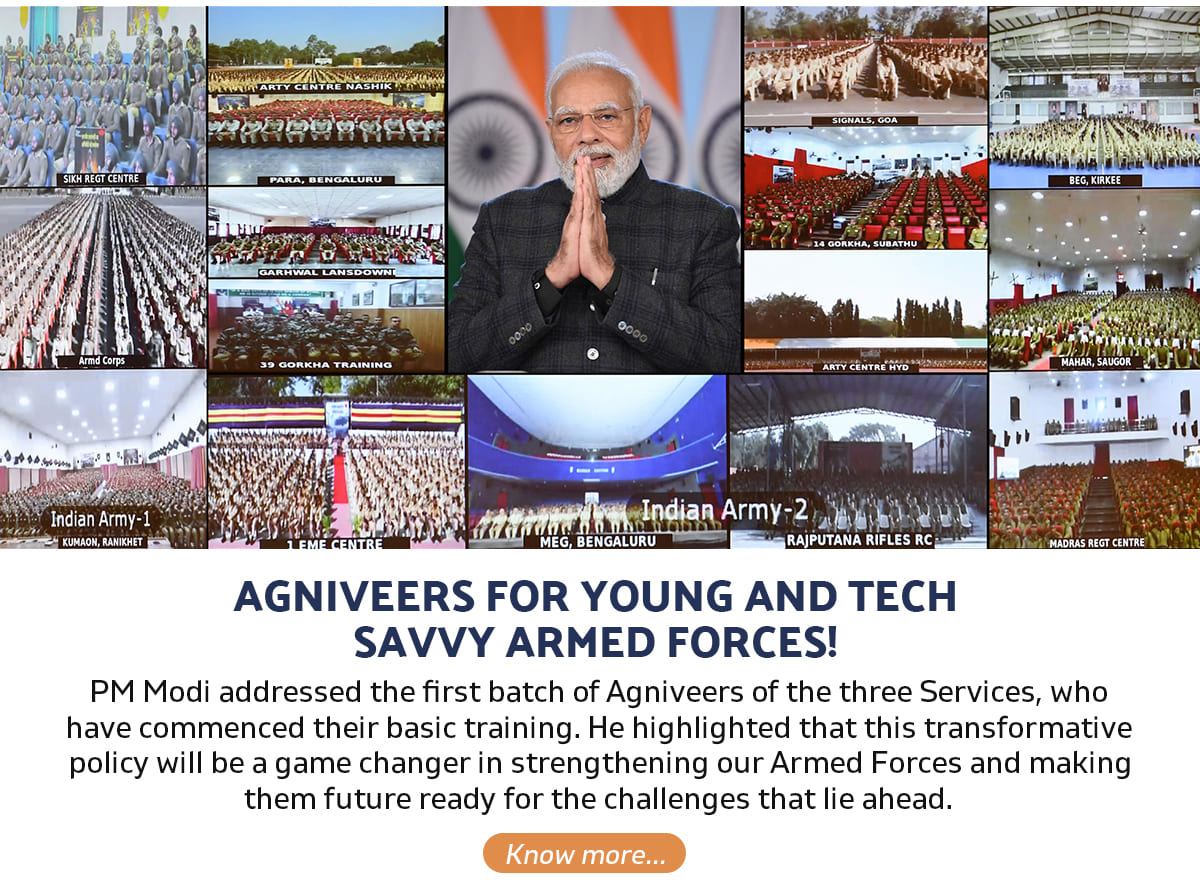 SIKH REGT CENTRE
ARTY CENTRE NASHIK
PARA, BENGALURU
SIGNALS, GOA
BEG, KIRKEE
14 GORKHA, SUBATHU
GARHWAL LANSDOWN
Armd Corps
39 GORKHA TRAINING
ARTY CENTRE HYD
MAHAR, SAUGOR
Indian Army-1
KUMAON, RANIKHET
1 EME CENTRE
MEG, BENGALURU
Indian Army-2
RAJPUTANA RIFLES RC
MADRAS REGT CENTRE
AGNIVEERS FOR YOUNG AND TECH
SAVVY ARMED FORCES!
PM Modi addressed the first batch of Agniveers of the three Services, who
have commenced their basic training. He highlighted that this transformative
policy will be a game changer in strengthening our Armed Forces and making
them future ready for the challenges that lie ahead.
Know more...